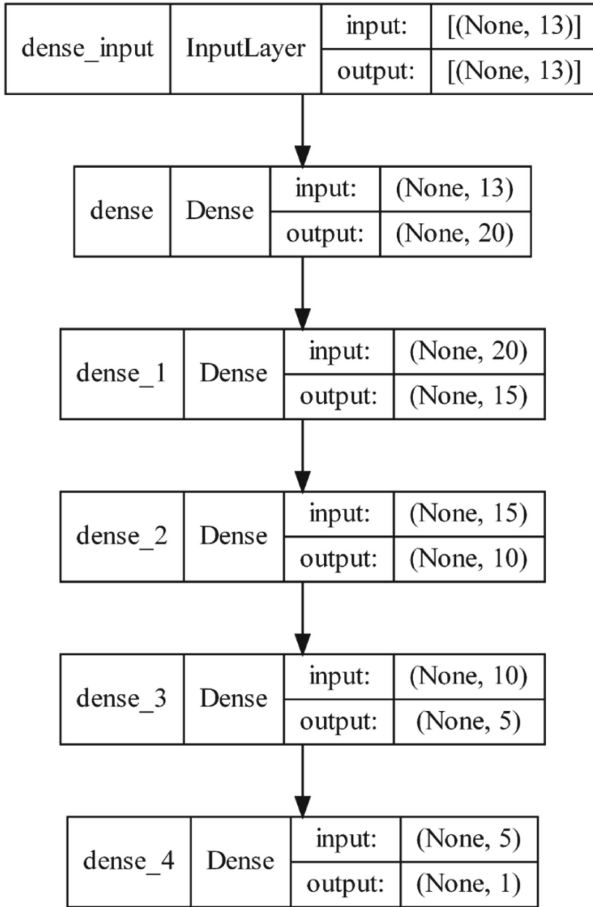 dense_input InputLayer input: [(None, 13)]
output: [(None, 13)]
dense Dense input: (None, 13)
output: (None, 20)
dense_1 Dense input: (None, 20)
output: (None, 15)
dense_2 Dense input: (None, 15)
output: (None, 10)
dense_3 Dense input: (None, 10)
output: (None, 5)
dense_4 Dense input: (None, 5)
output: (None, 1)